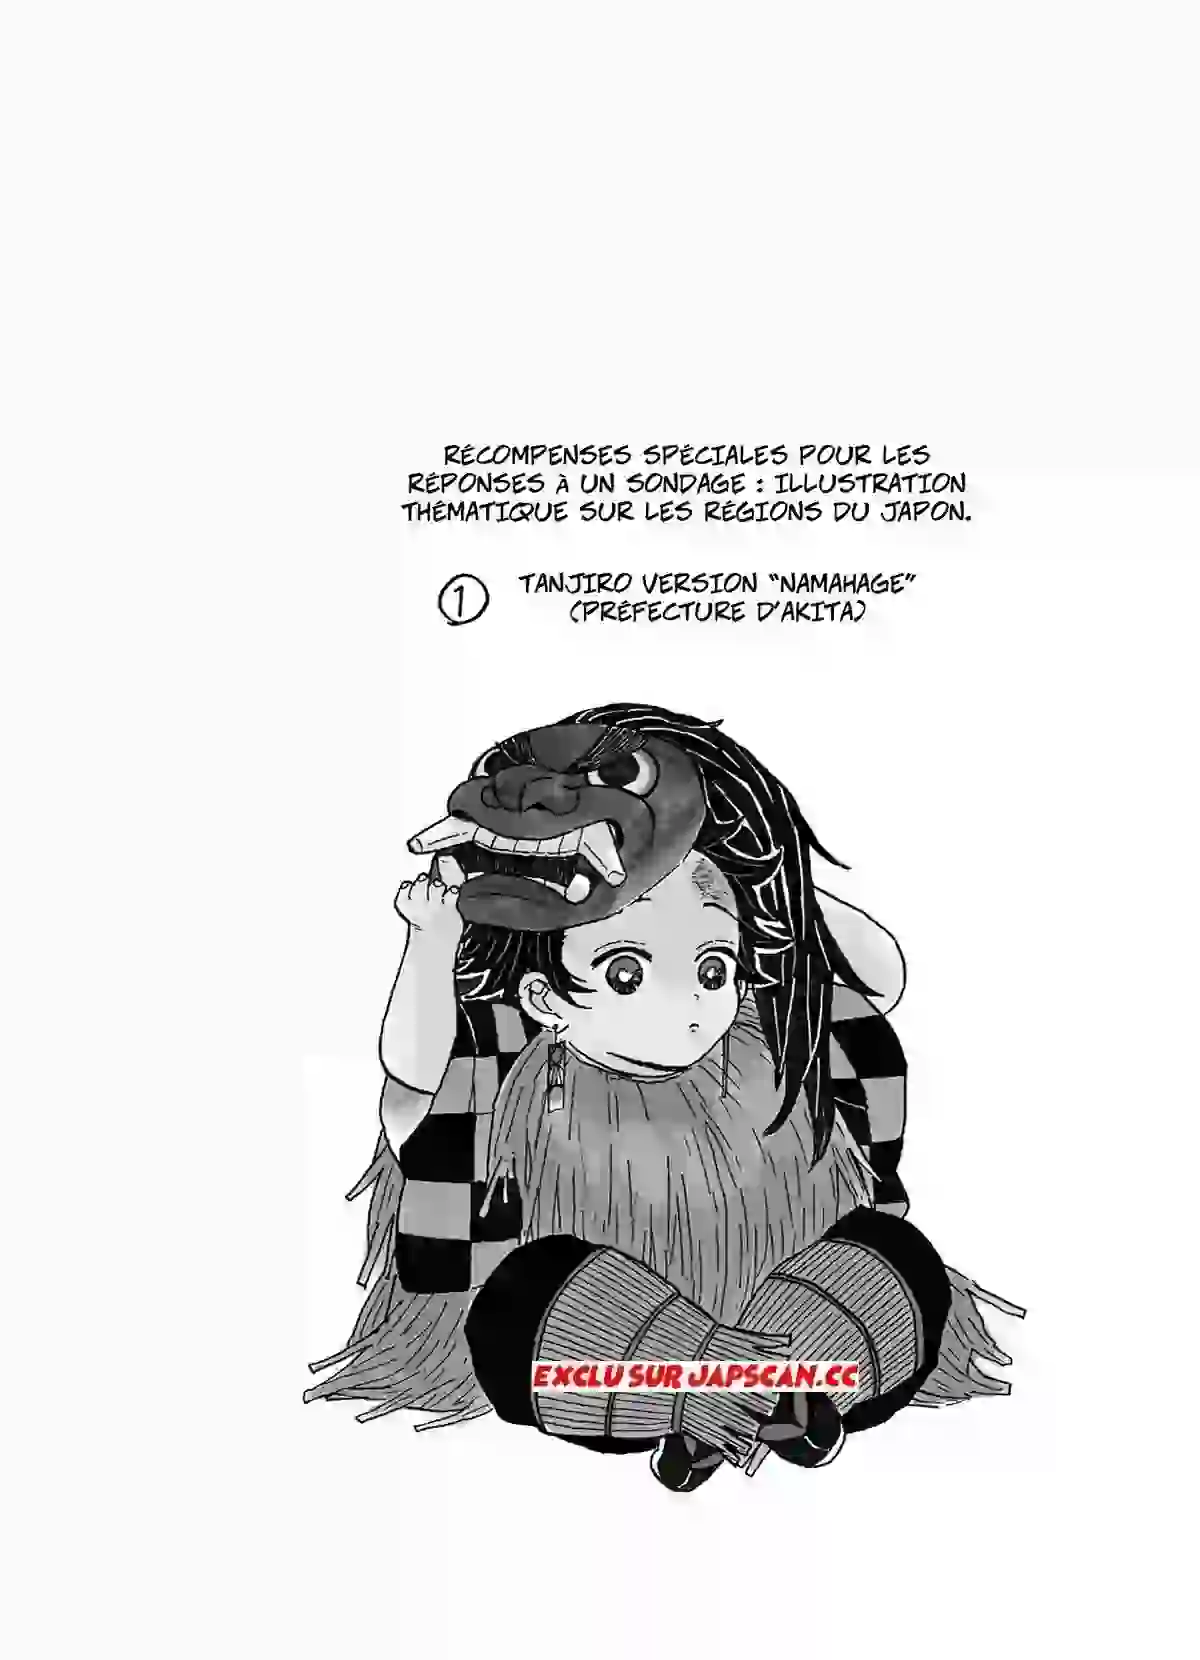 RÉCOMPENSES SPÉCIALES POUR LES
RÉPONSES À UN SONDAGE : ILLUSTRATION
THÉMATIQUE SUR LES RÉGIONS DU JAPON.
1 TANJIRO VERSION "NAMAHAGE"
(PRÉFECTURE D'AKITA)
EXCLU SUR JAPSCAN.CC